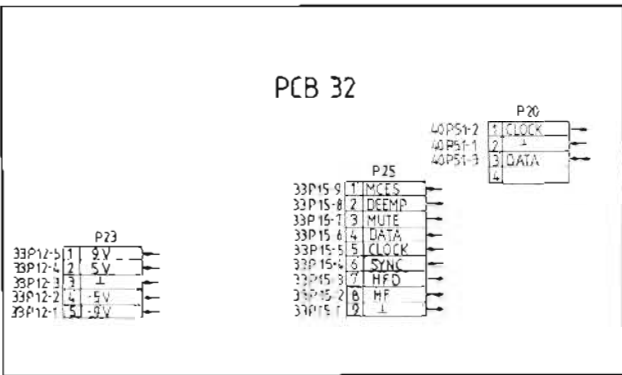 PCB 32
P20
40P51-2 1 CLOCK
40P51-1 2 ⊥
40P51-3 3 DATA
4
P25
33P15-9 1 MCES
33P15-8 2 DEEMP
33P15-7 3 MUTE
33P15-6 4 DATA
33P15-5 5 CLOCK
33P15-4 6 SYNC
33P15-3 7 HFD
33P15-2 8 HF
33P15-1 9 ⊥
P23
33P12-5 1 9V
33P12-4 2 5V
33P12-3 3 ⊥
33P12-2 4 -5V
33P12-1 5 -9V